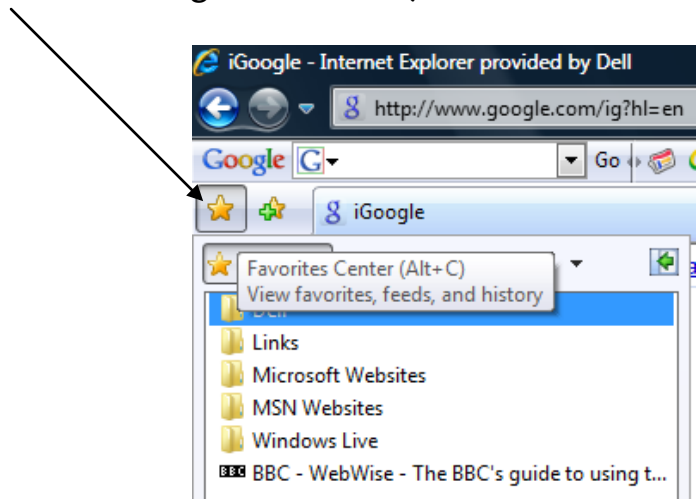 iGoogle - Internet Explorer provided by Dell
http://www.google.com/ig?hl=en
Google G Go
iGoogle
Favorites Center (Alt+C)
View favorites, feeds, and history
Dell
Links
Microsoft Websites
MSN Websites
Windows Live
BBC BBC - WebWise - The BBC's guide to using t...